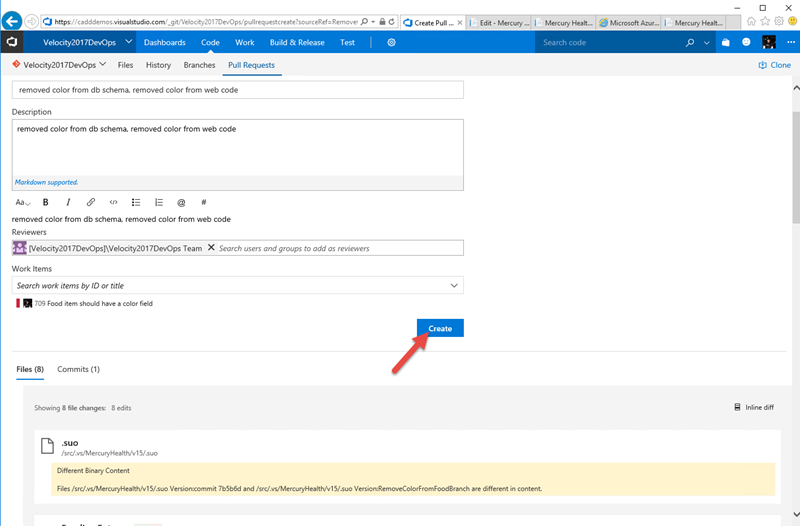 https://cadddemos.visualstudio.com/_git/Velocity2017DevOps/pullrequestcreate?sourceRef=Remove
Create Pull ...
Edit - Mercury ...
Mercury Healt...
Microsoft Azur...
Mercury Healt...
Velocity2017DevOps Dashboards Code Work Build & Release Test Search code
Velocity2017DevOps Files History Branches Pull Requests Clone
removed color from db schema, removed color from web code
Description
removed color from db schema, removed color from web code
Markdown supported.
Aa B I </> @ #
removed color from db schema, removed color from web code
Reviewers
[Velocity2017DevOps]\Velocity2017DevOps Team Search users and groups to add as reviewers
Work Items
Search work items by ID or title
709 Food item should have a color field
Create
Files (8) Commits (1)
Showing 8 file changes: 8 edits Inline diff
.suo
/src/.vs/MercuryHealth/v15/.suo
Different Binary Content
Files /src/.vs/MercuryHealth/v15/.suo Version:commit 7b5b6d and /src/.vs/MercuryHealth/v15/.suo Version:RemoveColorFromFoodBranch are different in content.